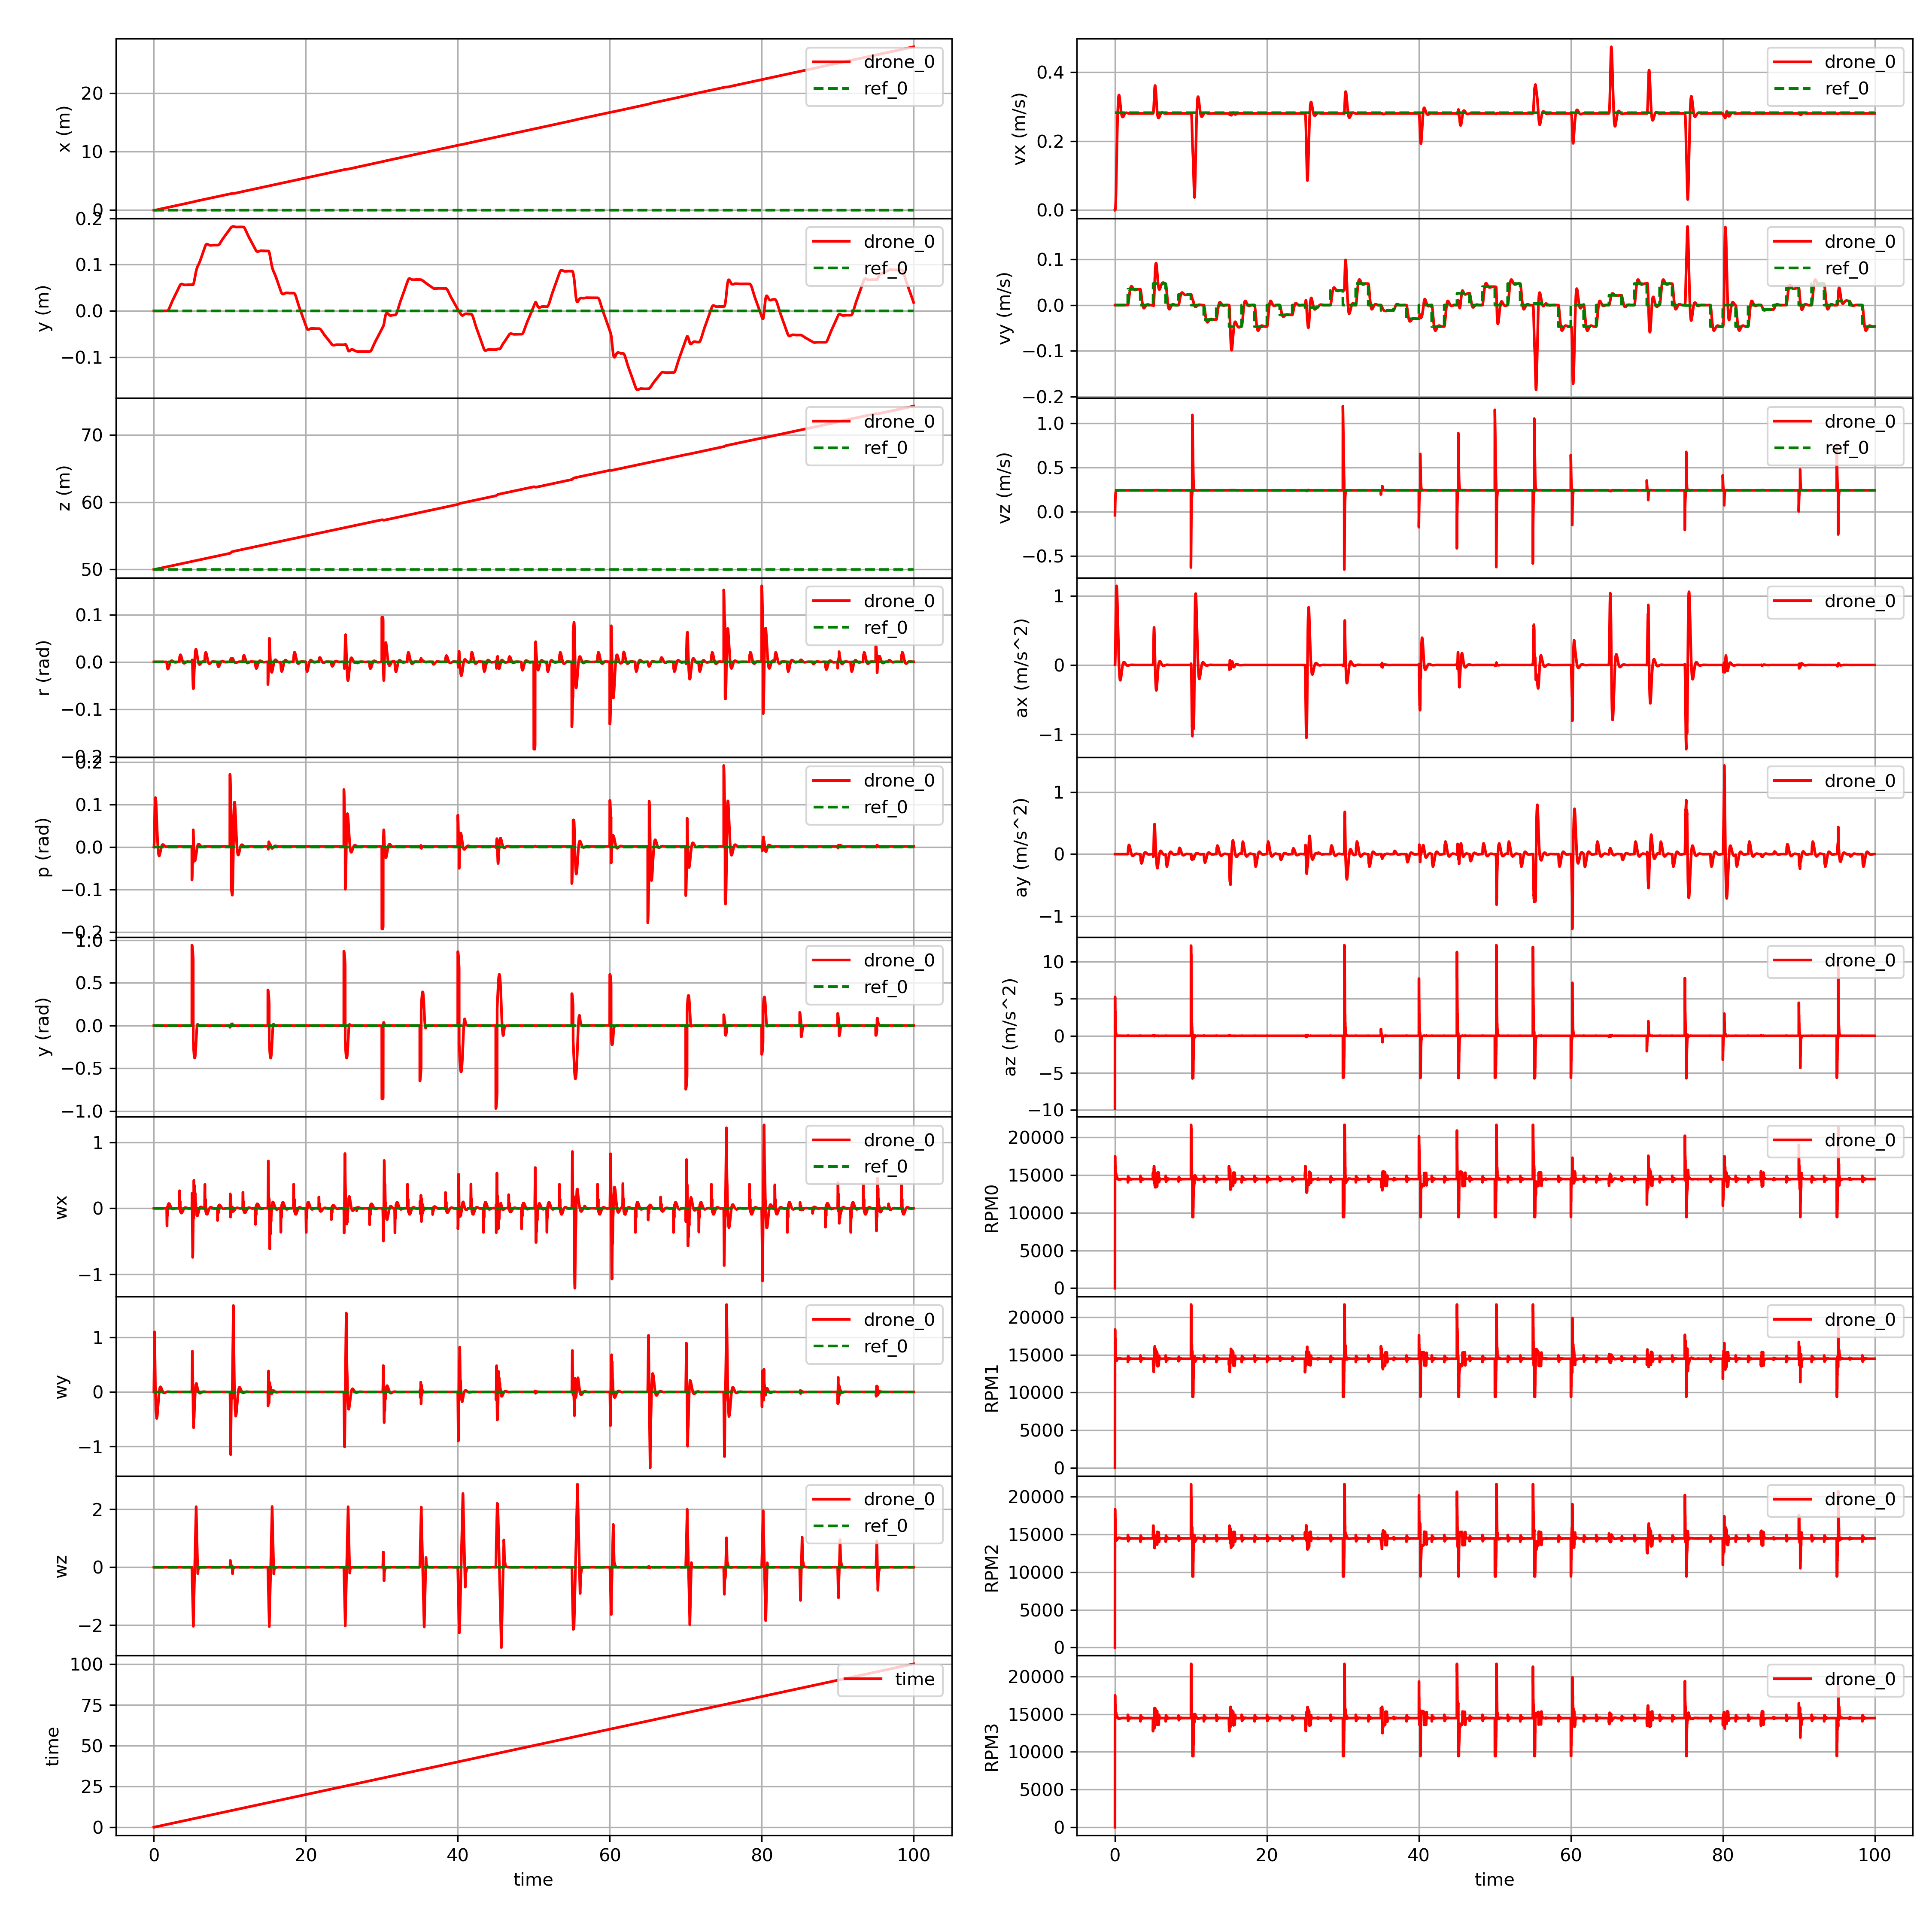 x (m)
20
10
0
drone_0
ref_0
y (m)
0.2
0.1
0.0
−0.1
drone_0
ref_0
z (m)
70
60
50
drone_0
ref_0
r (rad)
0.1
0.0
−0.1
−0.2
drone_0
ref_0
p (rad)
0.2
0.1
0.0
−0.1
−0.2
drone_0
ref_0
y (rad)
1.0
0.5
0.0
−0.5
−1.0
drone_0
ref_0
wx
1
0
−1
drone_0
ref_0
wy
1
0
−1
drone_0
ref_0
wz
2
0
−2
drone_0
ref_0
time
100
75
50
25
0
time
0 20 40 60 80 100
time
vx (m/s)
0.4
0.2
0.0
drone_0
ref_0
vy (m/s)
0.1
0.0
−0.1
−0.2
drone_0
ref_0
vz (m/s)
1.0
0.5
0.0
−0.5
drone_0
ref_0
ax (m/s^2)
1
0
−1
drone_0
ay (m/s^2)
1
0
−1
drone_0
az (m/s^2)
10
5
0
−5
−10
drone_0
RPM0
20000
15000
10000
5000
0
drone_0
RPM1
20000
15000
10000
5000
0
drone_0
RPM2
20000
15000
10000
5000
0
drone_0
RPM3
20000
15000
10000
5000
0
drone_0
0 20 40 60 80 100
time